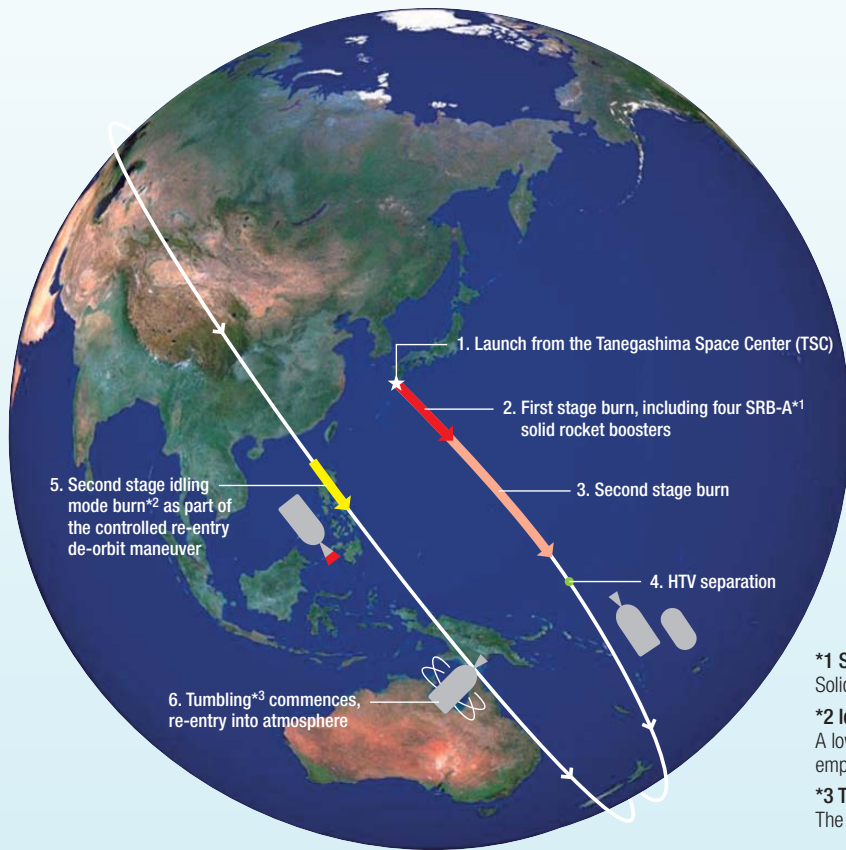 1. Launch from the Tanegashima Space Center (TSC)
2. First stage burn, including four SRB-A*1
solid rocket boosters
3. Second stage burn
4. HTV separation
5. Second stage idling
mode burn*2 as part of
the controlled re-entry
de-orbit maneuver
6. Tumbling*3 commences,
re-entry into atmosphere
*1 S
Solid
*2 I
A lov
emp
*3 T
The